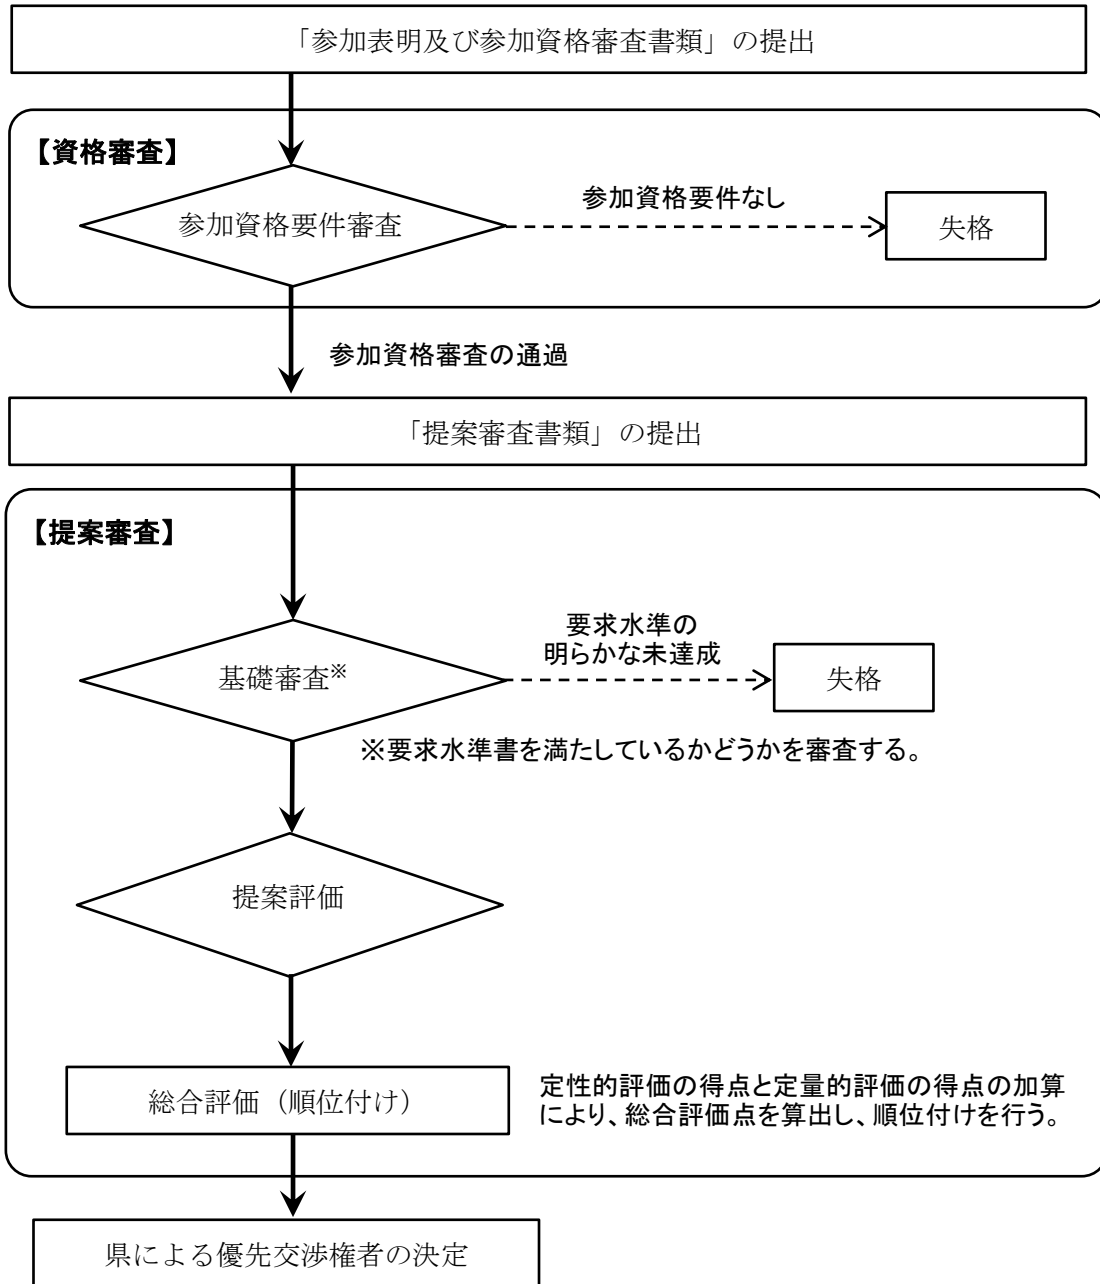 「参加表明及び参加資格審査書類」の提出
【資格審査】
参加資格要件審査
参加資格要件なし
失格
参加資格審査の通過
「提案審査書類」の提出
【提案審査】
基礎審査※
要求水準の
明らかな未達成
失格
※要求水準書を満たしているかどうかを審査する。
提案評価
総合評価（順位付け）
定性的評価の得点と定量的評価の得点の加算
により、総合評価点を算出し、順位付けを行う。
県による優先交渉権者の決定